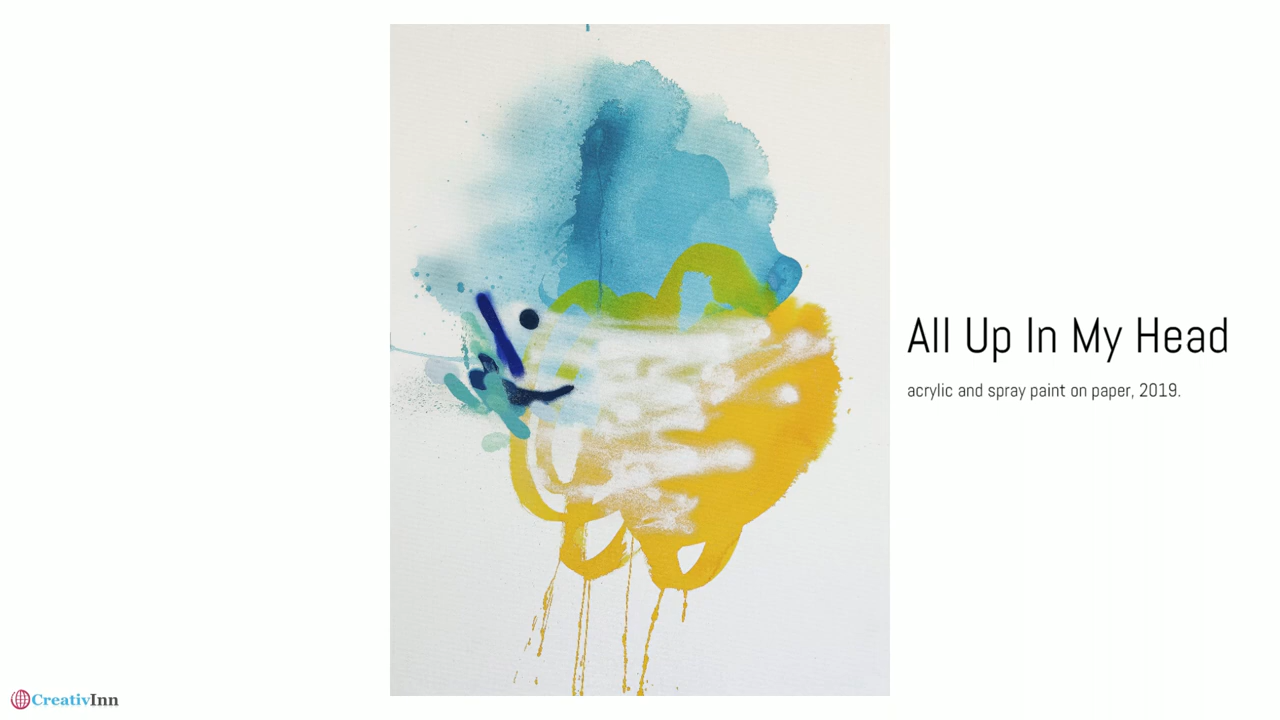 All Up In My Head
acrylic and spray paint on paper, 2019.
CreativInn